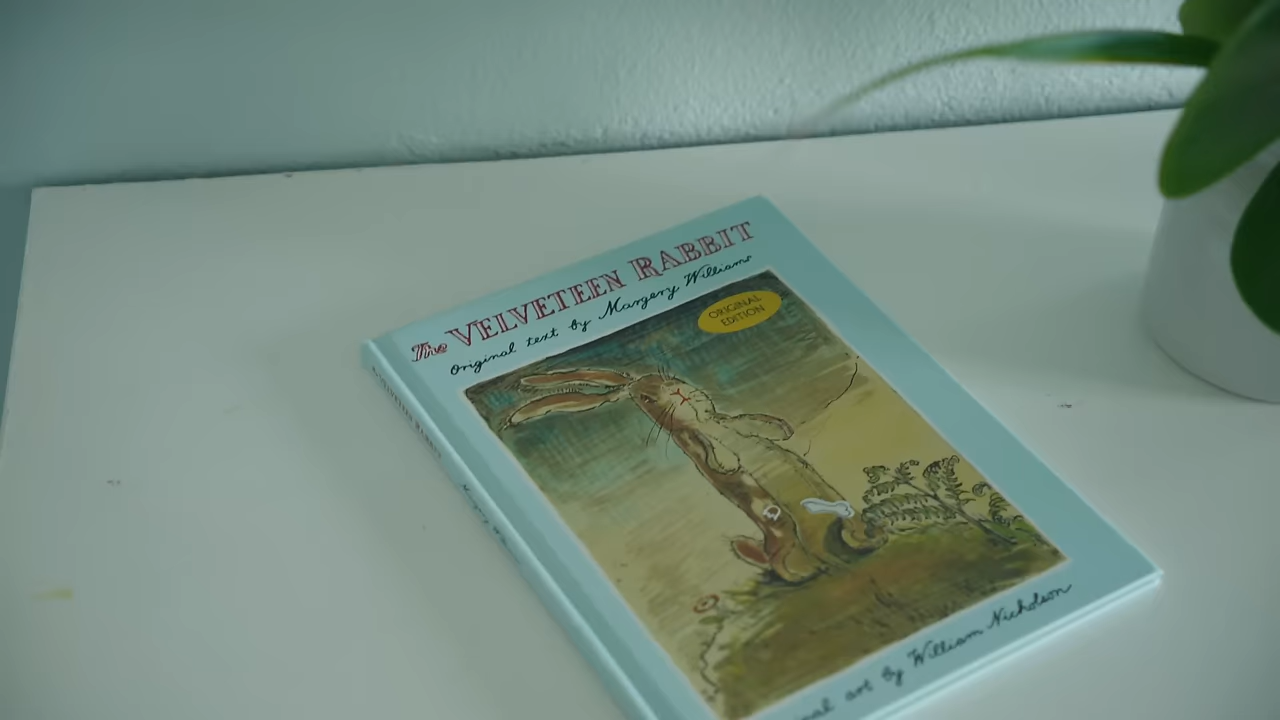 The VELVETEEN RABBIT
Original text by Margery Williams
ORIGINAL
EDITION
art by William Nicholson